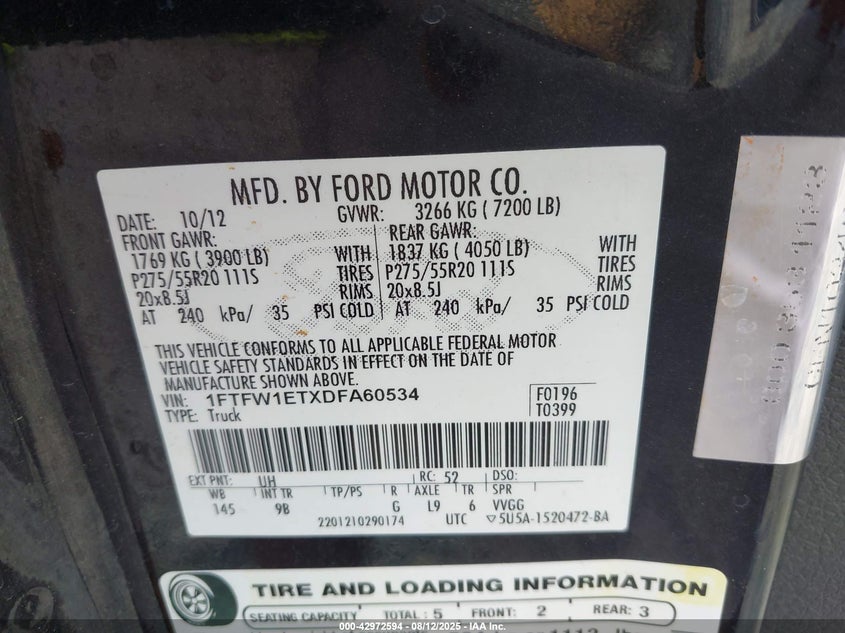 MFD. BY FORD MOTOR CO.
DATE: 10/12 GVWR: 3266 KG ( 7200 LB)
FRONT GAWR: REAR GAWR:
1769 KG ( 3900 LB) WITH 1837 KG ( 4050 LB) WITH
P275/55R20 111S TIRES P275/55R20 111S TIRES
20x8.5J RIMS 20x8.5J RIMS
AT 240 kPa/ 35 PSI COLD AT 240 kPa/ 35 PSI COLD
THIS VEHICLE CONFORMS TO ALL APPLICABLE FEDERAL MOTOR
VEHICLE SAFETY STANDARDS IN EFFECT ON THE DATE OF
MANUFACTURE SHOWN ABOVE.
VIN: 1FTFW1ETXDFA60534 F0196
TYPE: Truck T0399
EXT PNT: UH RC: 52 DSO:
WB INT TR TP/PS R AXLE TR SPR
145 9B G L9 6 VVGG
2201210290174 UTC ▽5U5A-1520472-BA
TIRE AND LOADING INFORMATION
SEATING CAPACITY TOTAL : 5 FRONT: 2 REAR: 3
000-42972594 - 08/12/2025 - IAA, Inc.